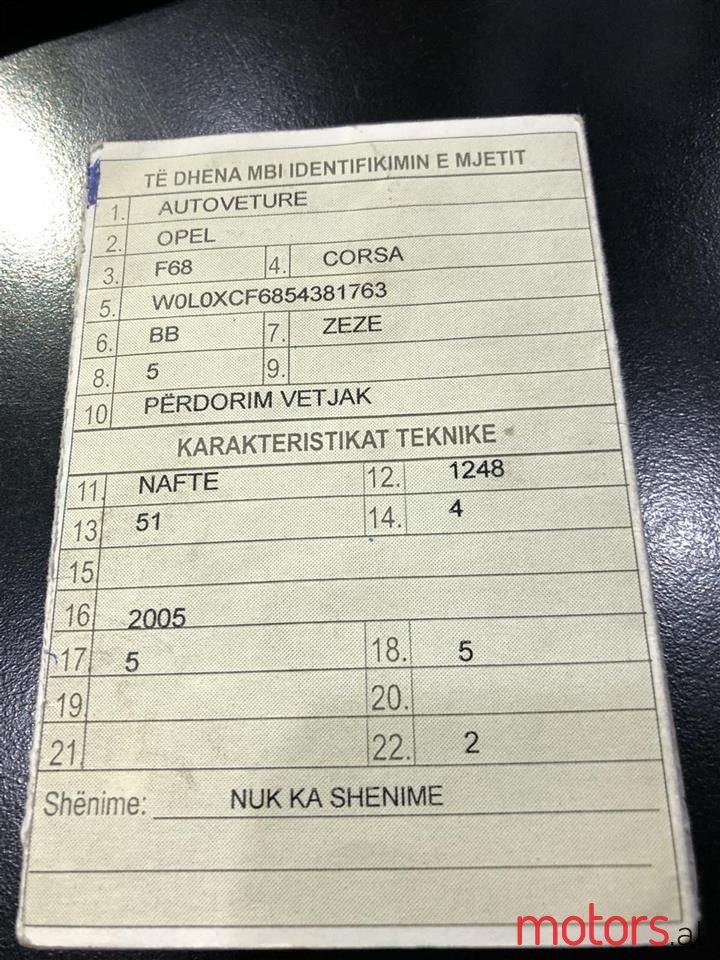 TË DHENA MBI IDENTIFIKIMIN E MJETIT
1. AUTOVETURE
2. OPEL
3. F68 4. CORSA
5. W0L0XCF6854381763
6. BB 7. ZEZE
8. 5 9.
10 PËRDORIM VETJAK
KARAKTERISTIKAT TEKNIKE
11. NAFTE 12. 1248
13 51 14. 4
15
16 2005
17 5 18. 5
19 20.
21 22. 2
Shënime: NUK KA SHENIME
motors.al